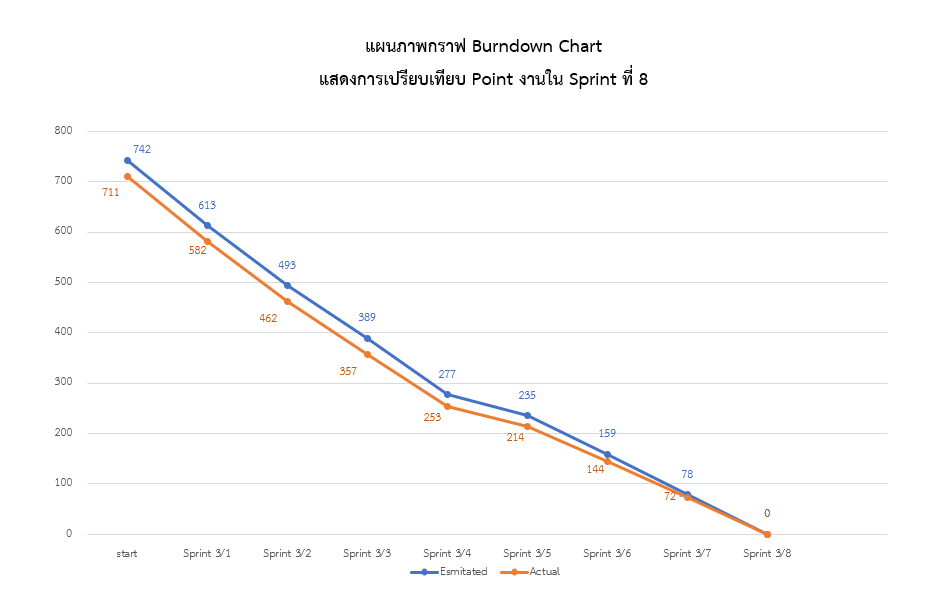 แผนภาพกราฟ Burndown Chart
แสดงการเปรียบเทียบ Point งานใน Sprint ที่ 8
800
700
600
500
400
300
200
100
0
742
613
493
389
277
235
159
78
0
711
582
462
357
253
214
144
72
start
Sprint 3/1
Sprint 3/2
Sprint 3/3
Sprint 3/4
Sprint 3/5
Sprint 3/6
Sprint 3/7
Sprint 3/8
Esmitated
Actual